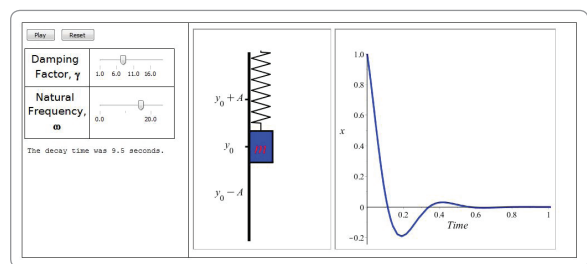 Play Reset
Damping
Factor, γ
1.0 6.0 11.0 16.0
Natural
Frequency,
ω
0.0 20.0
The decay time was 9.5 seconds.
y0 + A
y0
y0 − A
m
1.0
0.8
0.6
x
0.4
0.2
0
0.2 0.4 0.6 0.8 1
Time
−0.2